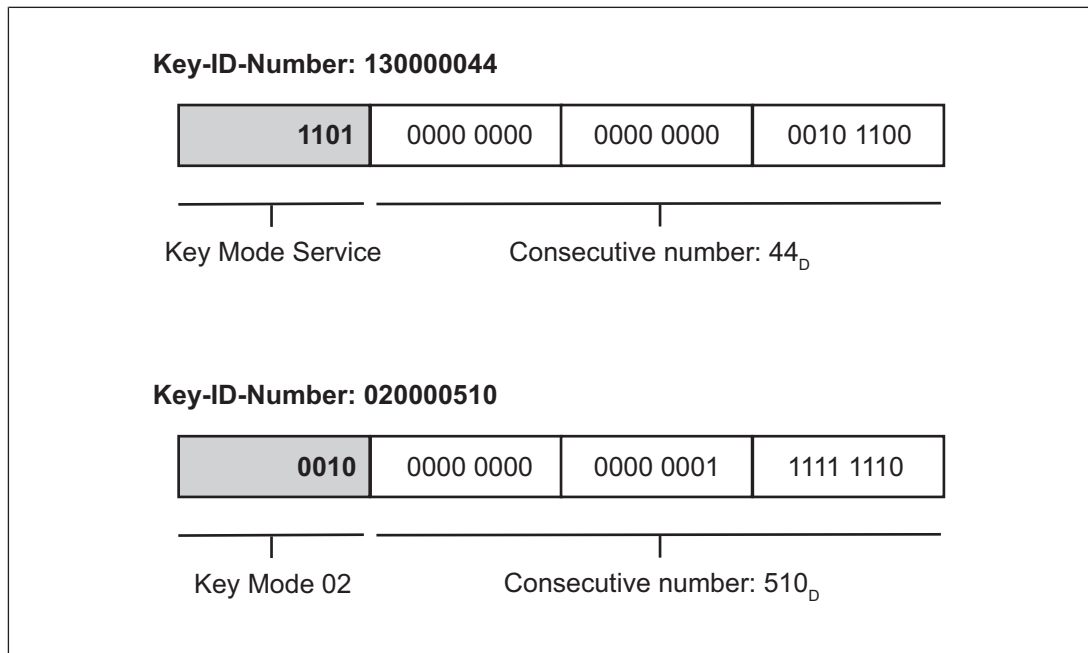 Key-ID-Number: 130000044
1101 0000 0000 0000 0000 0010 1100
Key Mode Service Consecutive number: 44D
Key-ID-Number: 020000510
0010 0000 0000 0000 0001 1111 1110
Key Mode 02 Consecutive number: 510D